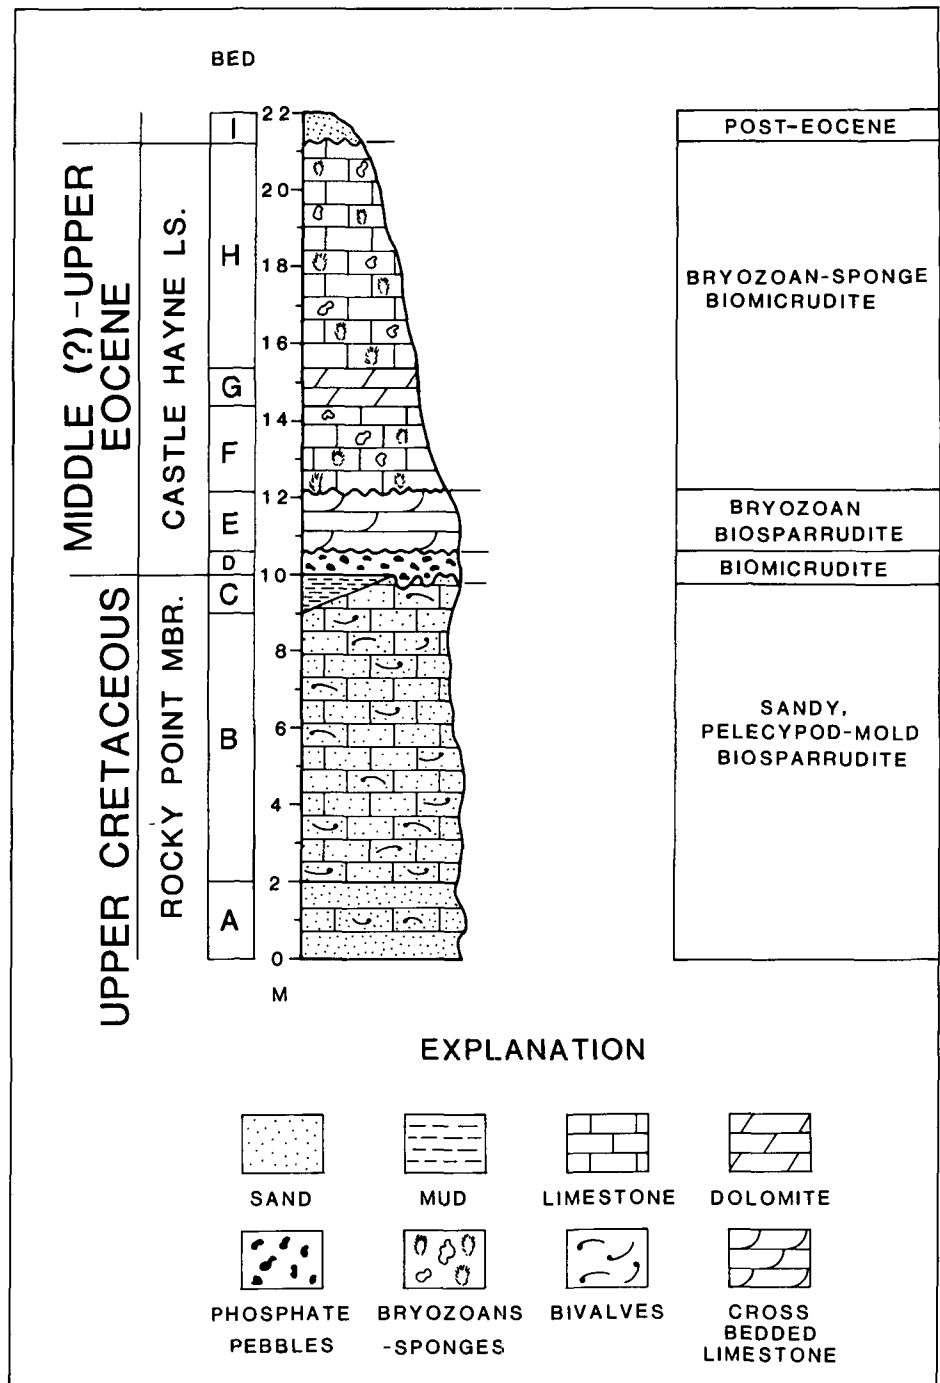 BED
22
20
18
16
14
12
10
8
6
4
2
0
M
I
H
G
F
E
D
C
B
A
MIDDLE (?)-UPPER
EOCENE
CASTLE HAYNE LS.
UPPER CRETACEOUS
ROCKY POINT MBR.
POST-EOCENE
BRYOZOAN-SPONGE
BIOMICRUDITE
BRYOZOAN
BIOSPARRUDITE
BIOMICRUDITE
SANDY,
PELECYPOD-MOLD
BIOSPARRUDITE
EXPLANATION
SAND
MUD
LIMESTONE
DOLOMITE
PHOSPHATE
PEBBLES
BRYOZOANS
-SPONGES
BIVALVES
CROSS
BEDDED
LIMESTONE